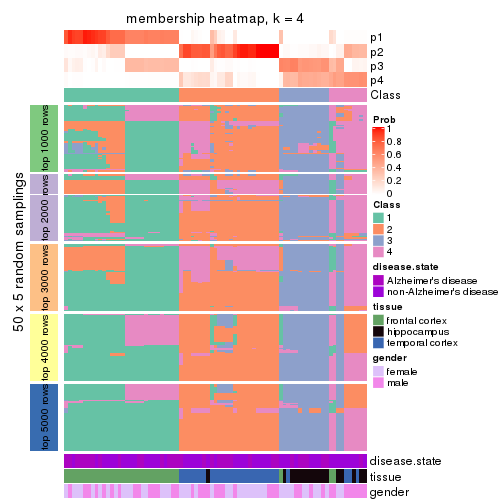 membership heatmap, k = 4
p1
p2
p3
p4
Class
50 x 5 random samplings
top 1000 rows
top 2000 rows
top 3000 rows
top 4000 rows
top 5000 rows
disease.state
tissue
gender
Prob
1
0.8
0.6
0.4
0.2
0
Class
1
2
3
4
disease.state
Alzheimer's disease
non-Alzheimer's disease
tissue
frontal cortex
hippocampus
temporal cortex
gender
female
male